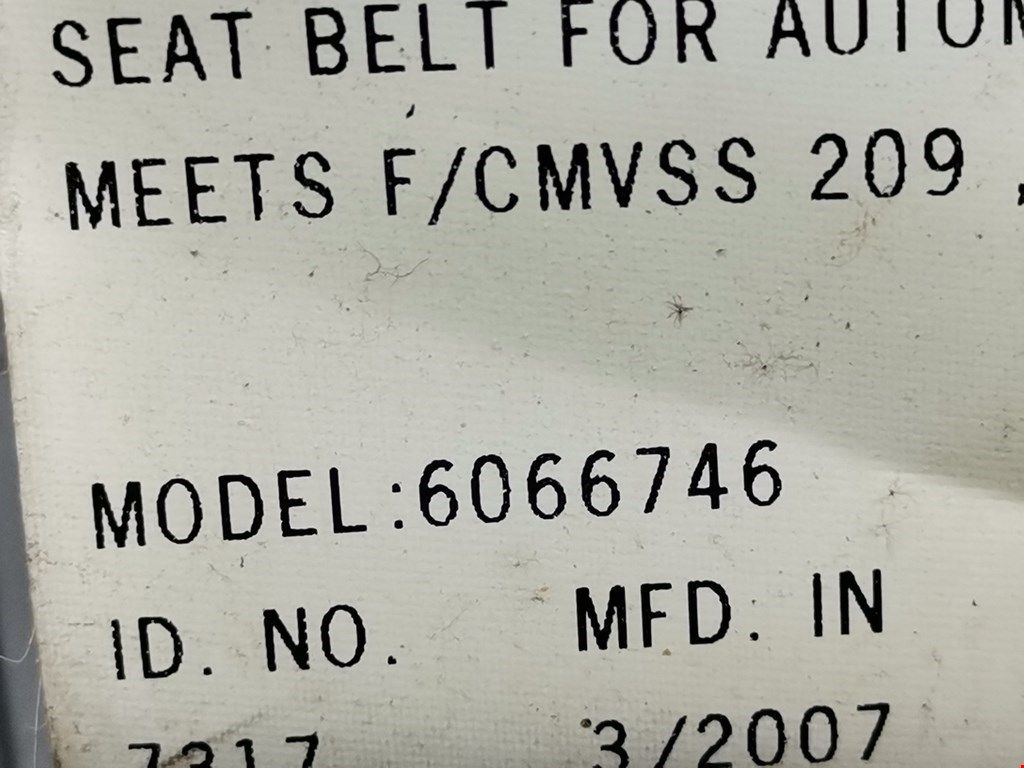 SEAT BELT FOR
MEETS F/CMVSS 209
MODEL:6066746
ID. NO. MFD. IN
3/2007